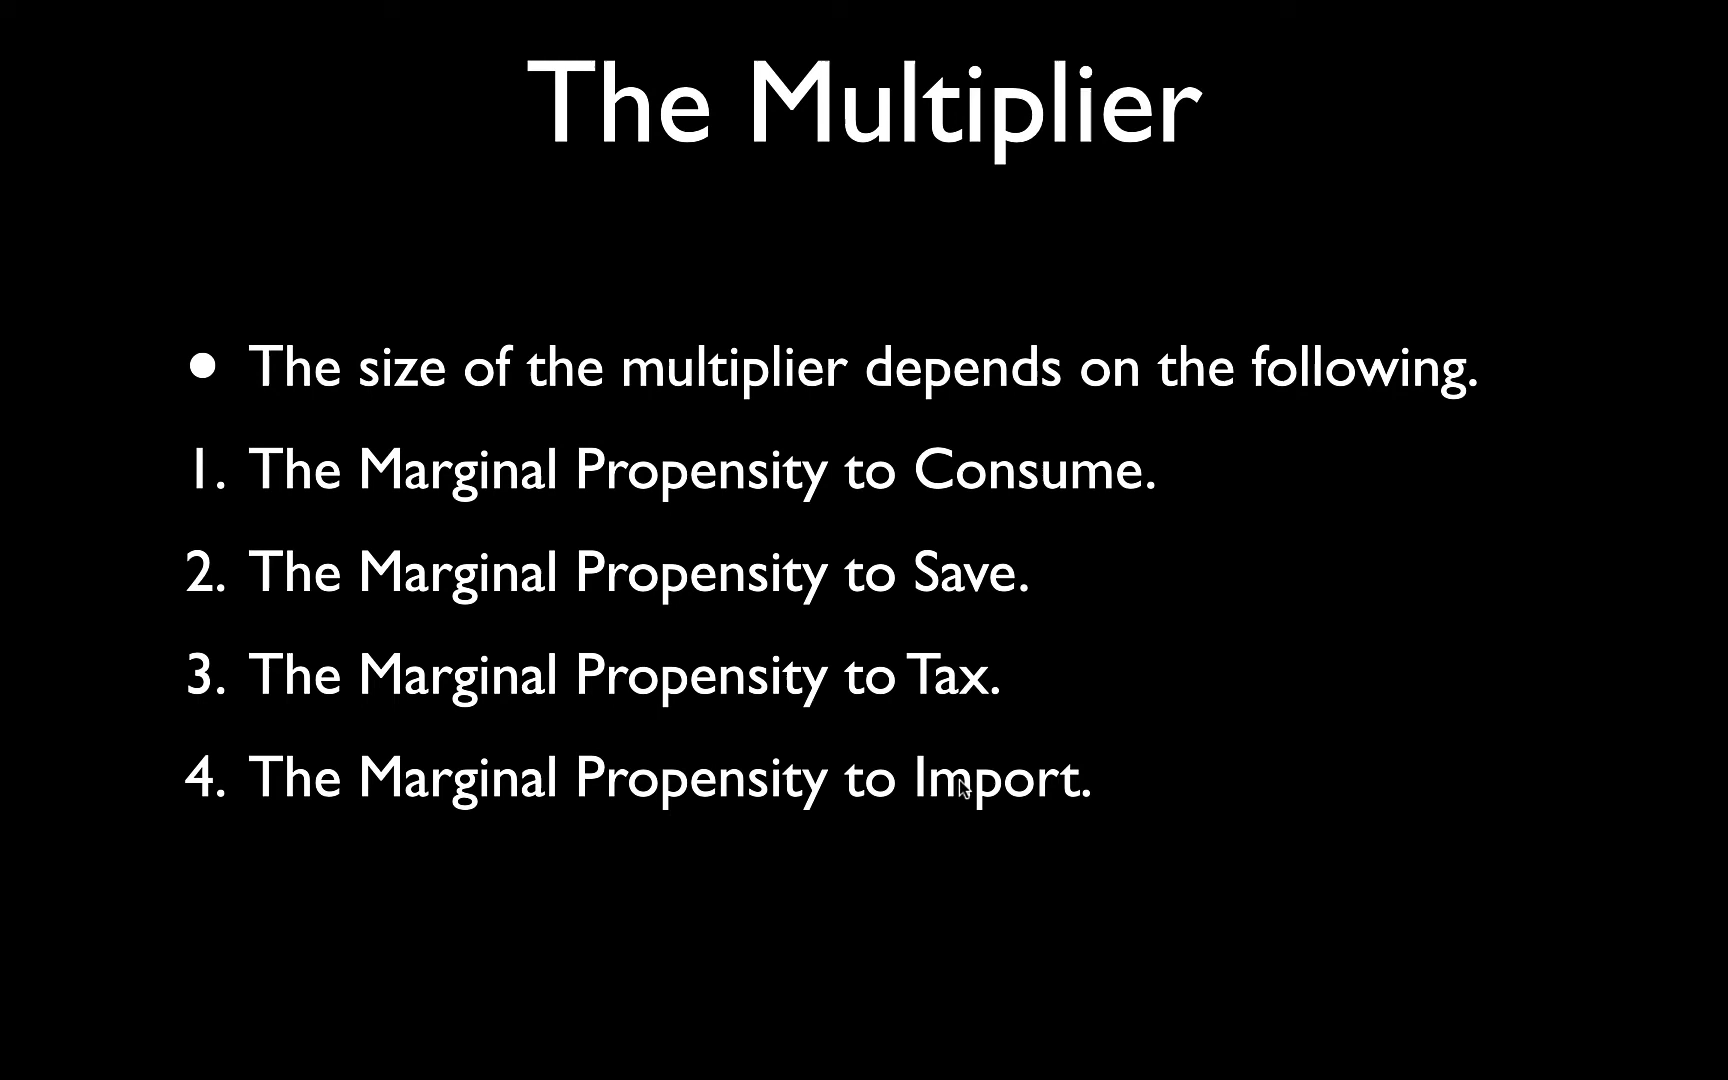 The Multiplier
• The size of the multiplier depends on the following.
1. The Marginal Propensity to Consume.
2. The Marginal Propensity to Save.
3. The Marginal Propensity to Tax.
4. The Marginal Propensity to Import.